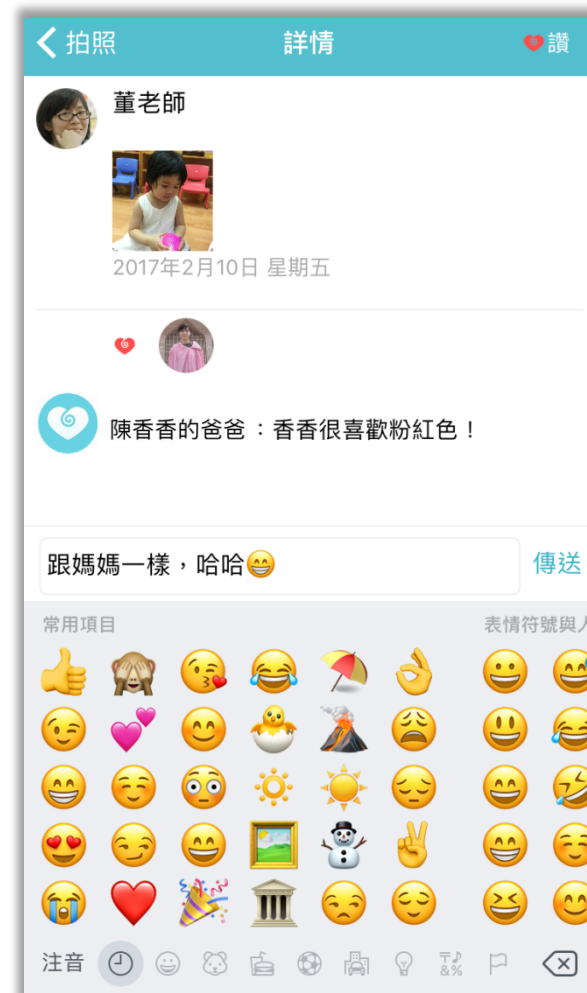 拍照
詳情
讚
董老師
2017年2月10日 星期五
陳香香的爸爸：香香很喜歡粉紅色！
跟媽媽一樣，哈哈😁
傳送
常用項目
表情符號與人
注音